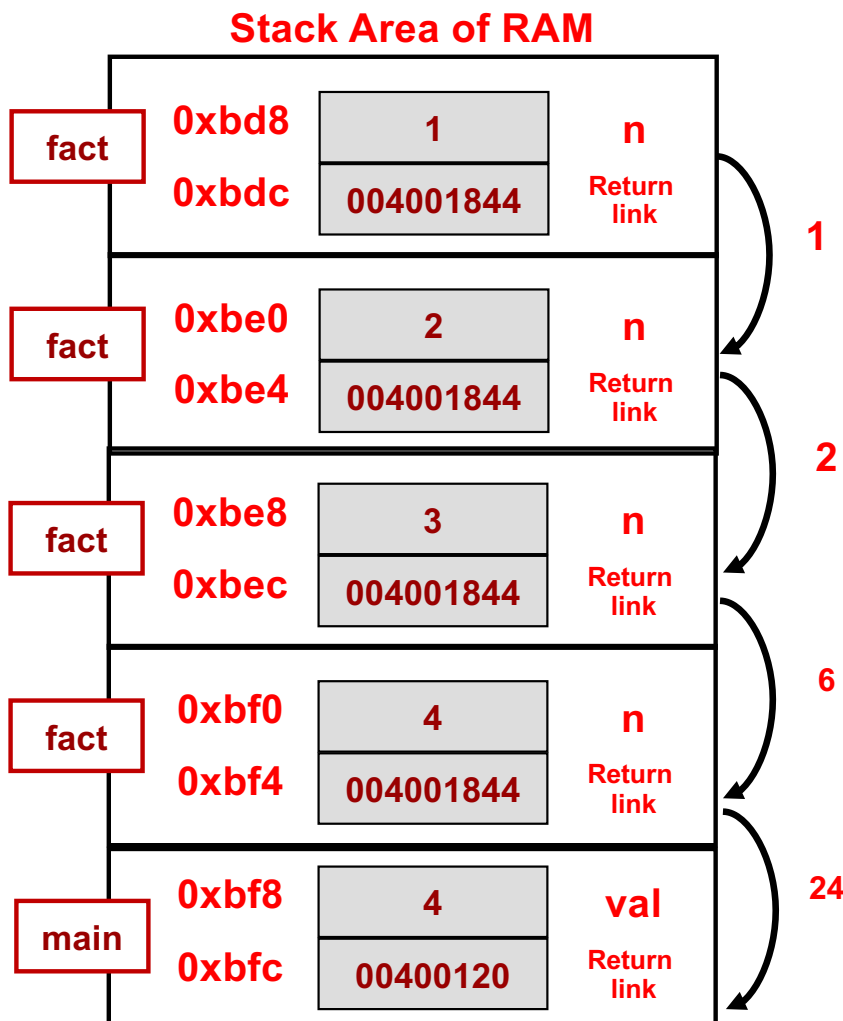 Stack Area of RAM
fact
0xbd8
1
n
0xbdc
004001844
Return
link
1
fact
0xbe0
2
n
0xbe4
004001844
Return
link
2
fact
0xbe8
3
n
0xbec
004001844
Return
link
6
fact
0xbf0
4
n
0xbf4
004001844
Return
link
24
main
0xbf8
4
val
0xbfc
00400120
Return
link